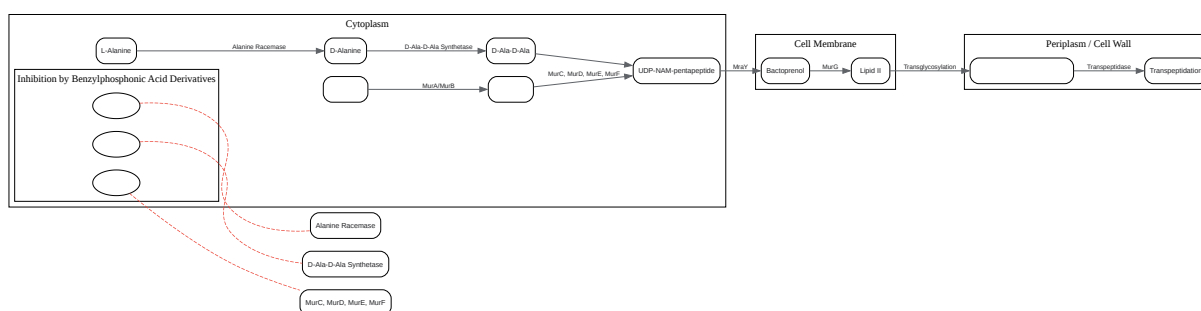 Cytoplasm
L-Alanine
Alanine Racemase
D-Alanine
D-Ala-D-Ala Synthetase
D-Ala-D-Ala
MurA/MurB
MurC, MurD, MurE, MurF
UDP-NAM-pentapeptide
MraY
Cell Membrane
Bactoprenol
MurG
Lipid II
Transglycosylation
Periplasm / Cell Wall
Transpeptidase
Transpeptidation
Inhibition by Benzylphosphonic Acid Derivatives
Alanine Racemase
D-Ala-D-Ala Synthetase
MurC, MurD, MurE, MurF